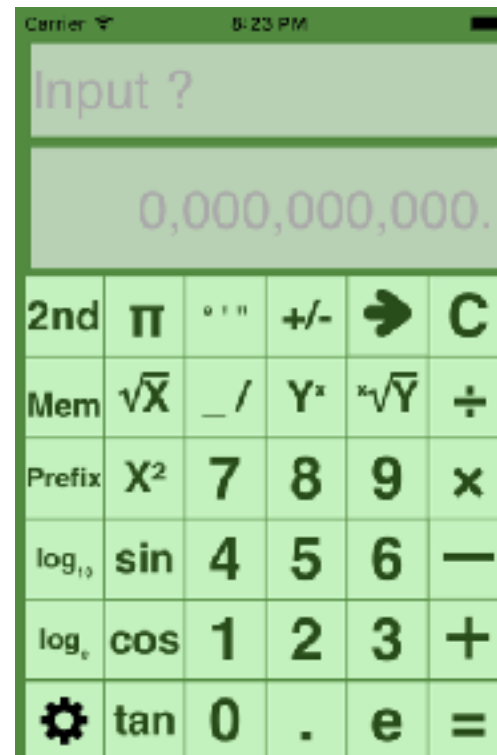 Carrier 6:23 PM
Input ?
0,000,000,000.
2nd π ° ' " +/- C
Mem √X _ / Yˣ ˣ√Y ÷
Prefix X² 7 8 9 ×
log₁₀ sin 4 5 6 −
logₑ cos 1 2 3 +
tan 0 . e =